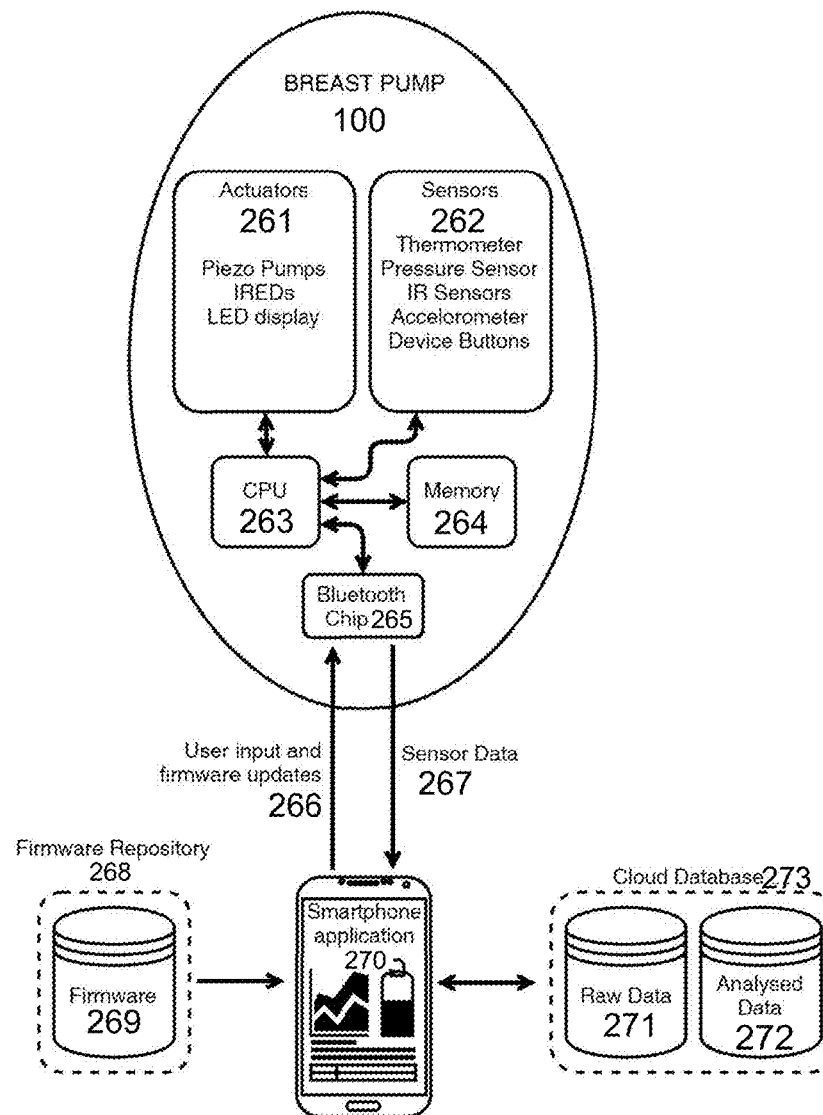 BREAST PUMP
100
Actuators
261
Piezo Pumps
IREDs
LED display
Sensors
262
Thermometer
Pressure Sensor
IR Sensors
Accelorometer
Device Buttons
CPU
263
Memory
264
Bluetooth
Chip 265
User input and
firmware updates
266
Sensor Data
267
Firmware Repository
268
Firmware
269
Smartphone
application
270
Cloud Database 273
Raw Data
271
Analysed
Data
272